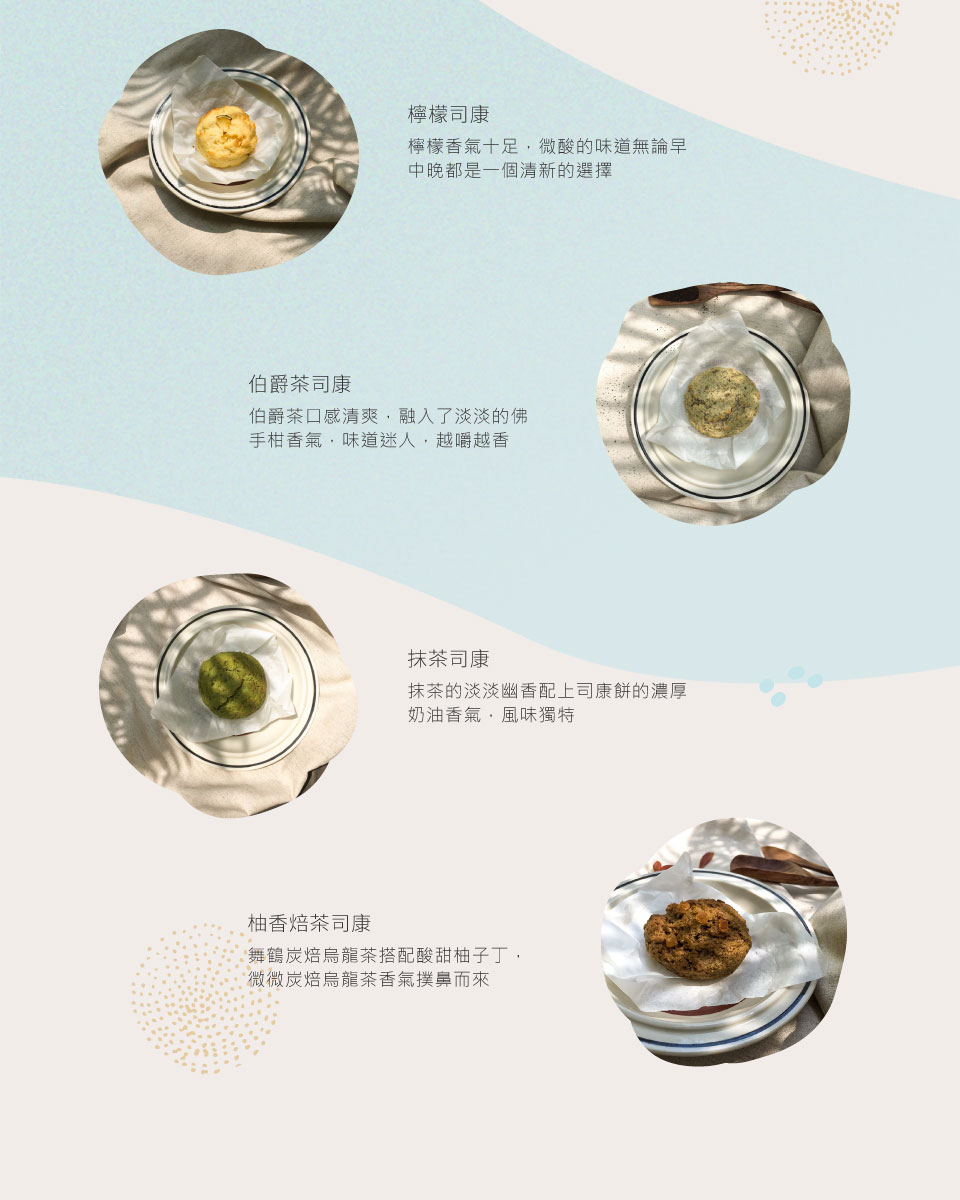 檸檬司康
檸檬香氣十足，微酸的味道無論早
中晚都是一個清新的選擇
伯爵茶司康
伯爵茶口感清爽，融入了淡淡的佛
手柑香氣，味道迷人，越嚼越香
抹茶司康
抹茶的淡淡幽香配上司康餅的濃厚
奶油香氣，風味獨特
柚香焙茶司康
舞鶴炭焙烏龍茶搭配酸甜柚子丁，
微微炭焙烏龍茶香氣撲鼻而來